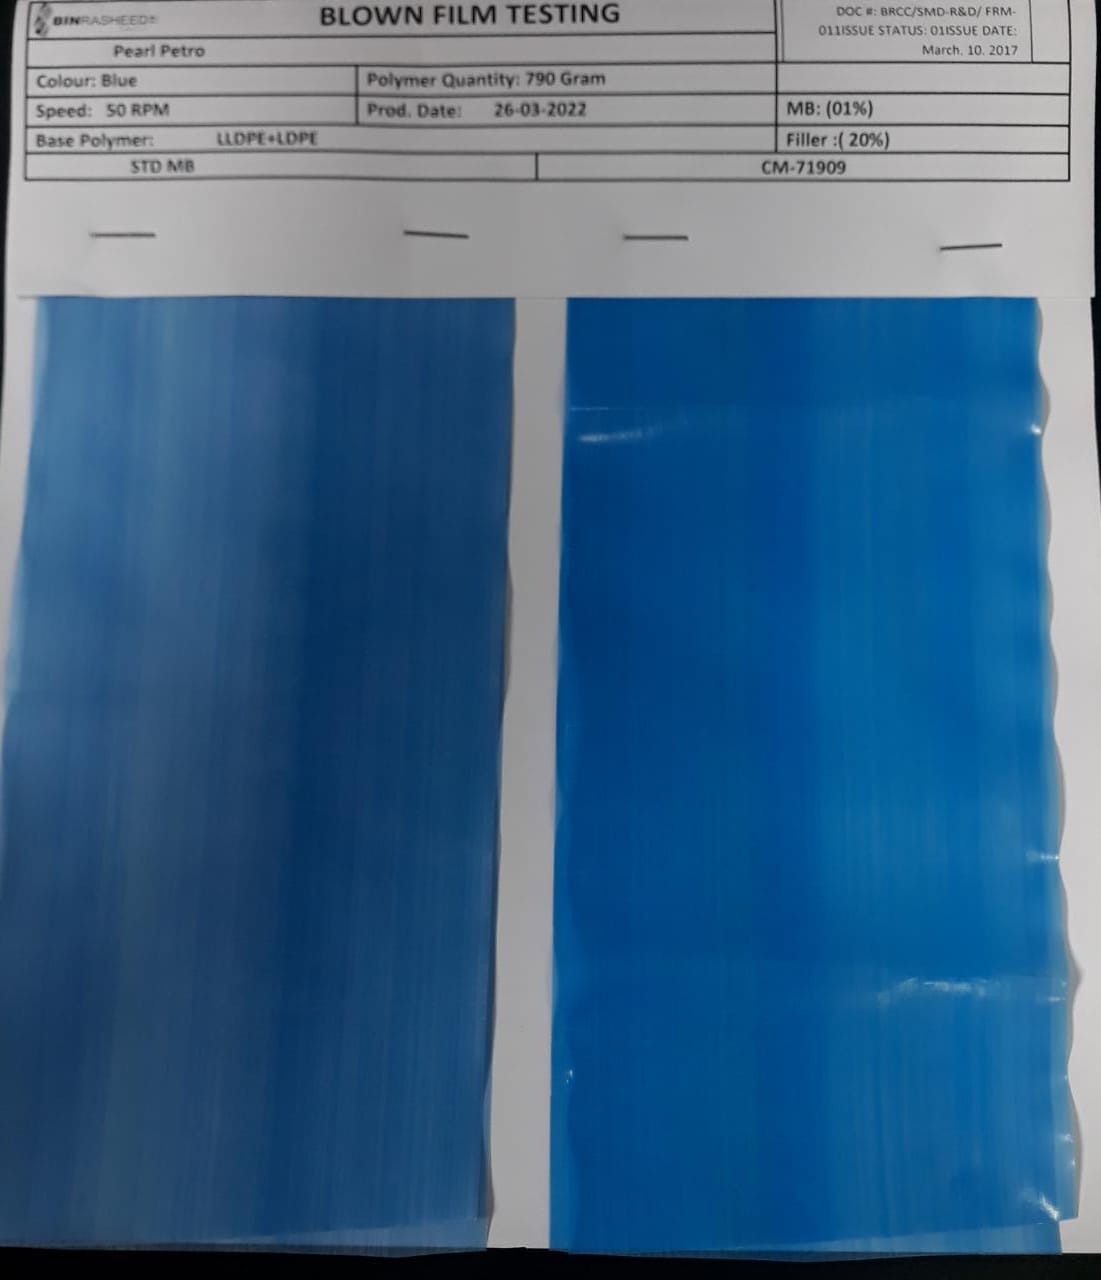 BINRASHEED
BLOWN FILM TESTING
DOC #: BRCC/SMD-R&D/ FRM-
011ISSUE STATUS: 01ISSUE DATE:
March. 10. 2017
Pearl Petro
Colour: Blue
Polymer Quantity: 790 Gram
Speed: 50 RPM
Prod. Date: 26-03-2022
MB: (01%)
Base Polymer: LLDPE+LDPE
Filler :( 20%)
STD MB
CM-71909